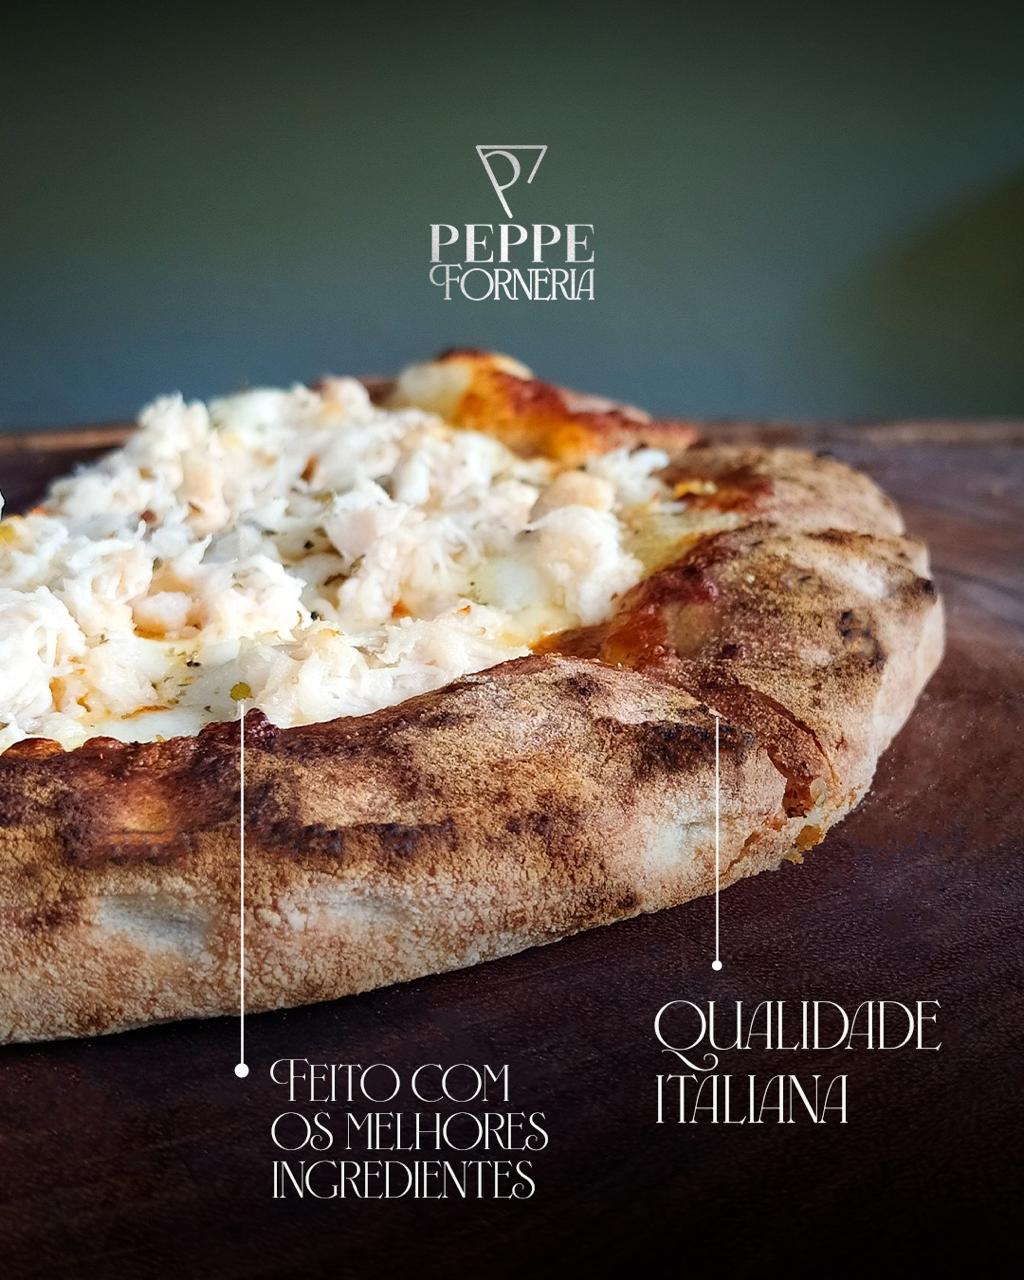 PEPPE
FORNERIA
FEITO COM
OS MELHORES
INGREDIENTES
QUALIDADE
ITALIANA